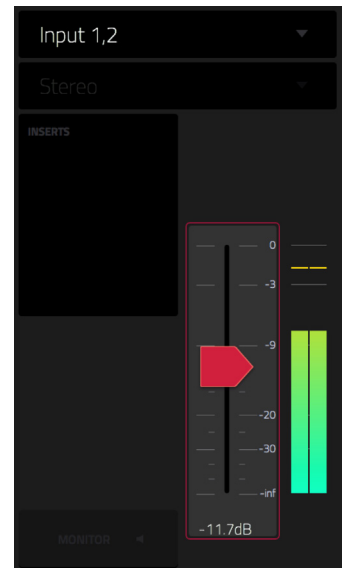 Input 1,2
Stereo
INSERTS
0
-3
-9
-20
-30
-inf
MONITOR
-11.7dB